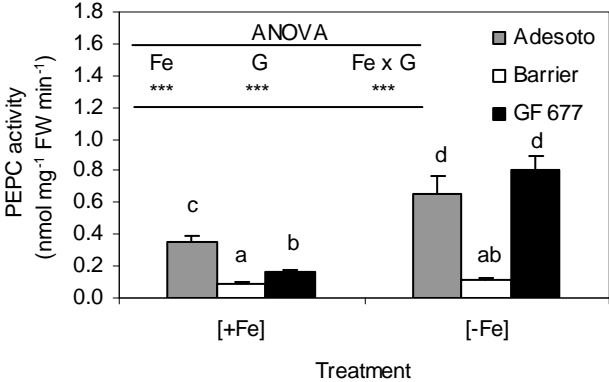 PEPC activity
(nmol mg⁻¹ FW min⁻¹)
1.8
1.6
1.4
1.2
1.0
0.8
0.6
0.4
0.2
0.0
ANOVA
Fe G Fe x G
*** *** ***
Adesoto
Barrier
GF 677
c
a
b
d
ab
d
[+Fe] [-Fe]
Treatment